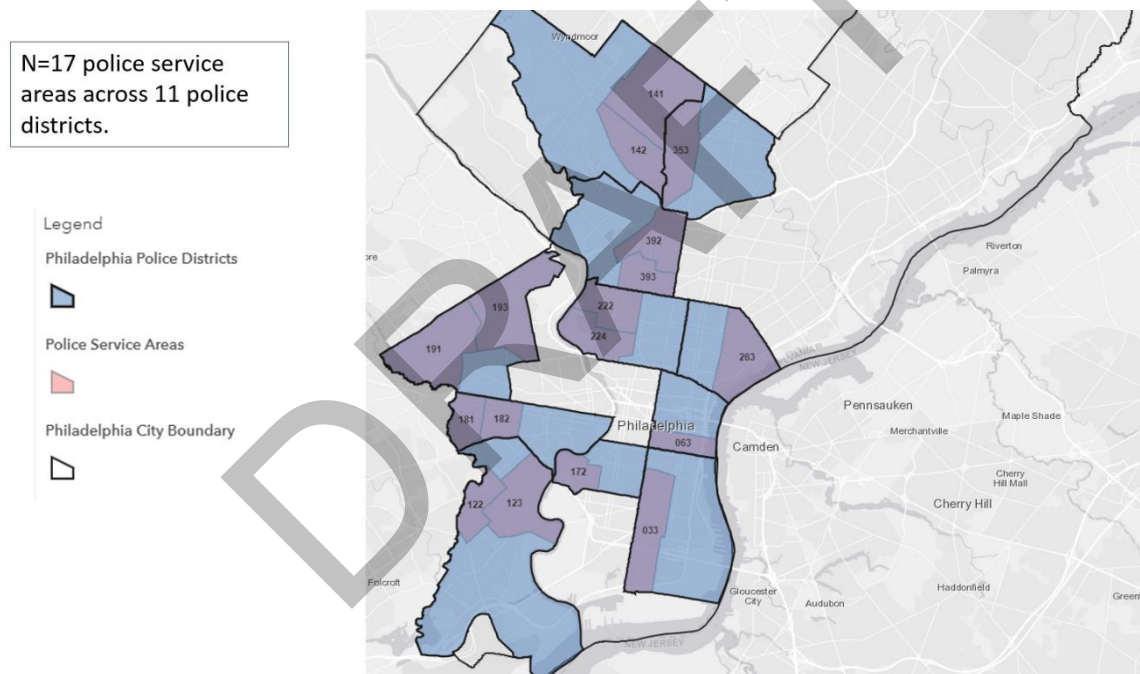 N=17 police service
areas across 11 police
districts.
Legend
Philadelphia Police Districts
Police Service Areas
Philadelphia City Boundary
DRAFT
Wyndmoor
141
142
353
392
393
ore
193
191
222
224
263
181
182
Philadelphia
063
172
122
123
033
Riverton
Palmyra
NEW JERSEY
Pennsauken
Maple Shade
Merchantville
Camden
Cherry
Hill Mall
Cherry Hill
Folcroft
Gloucester
City
Audubon
Haddonfield
Green
NEW JERSEY